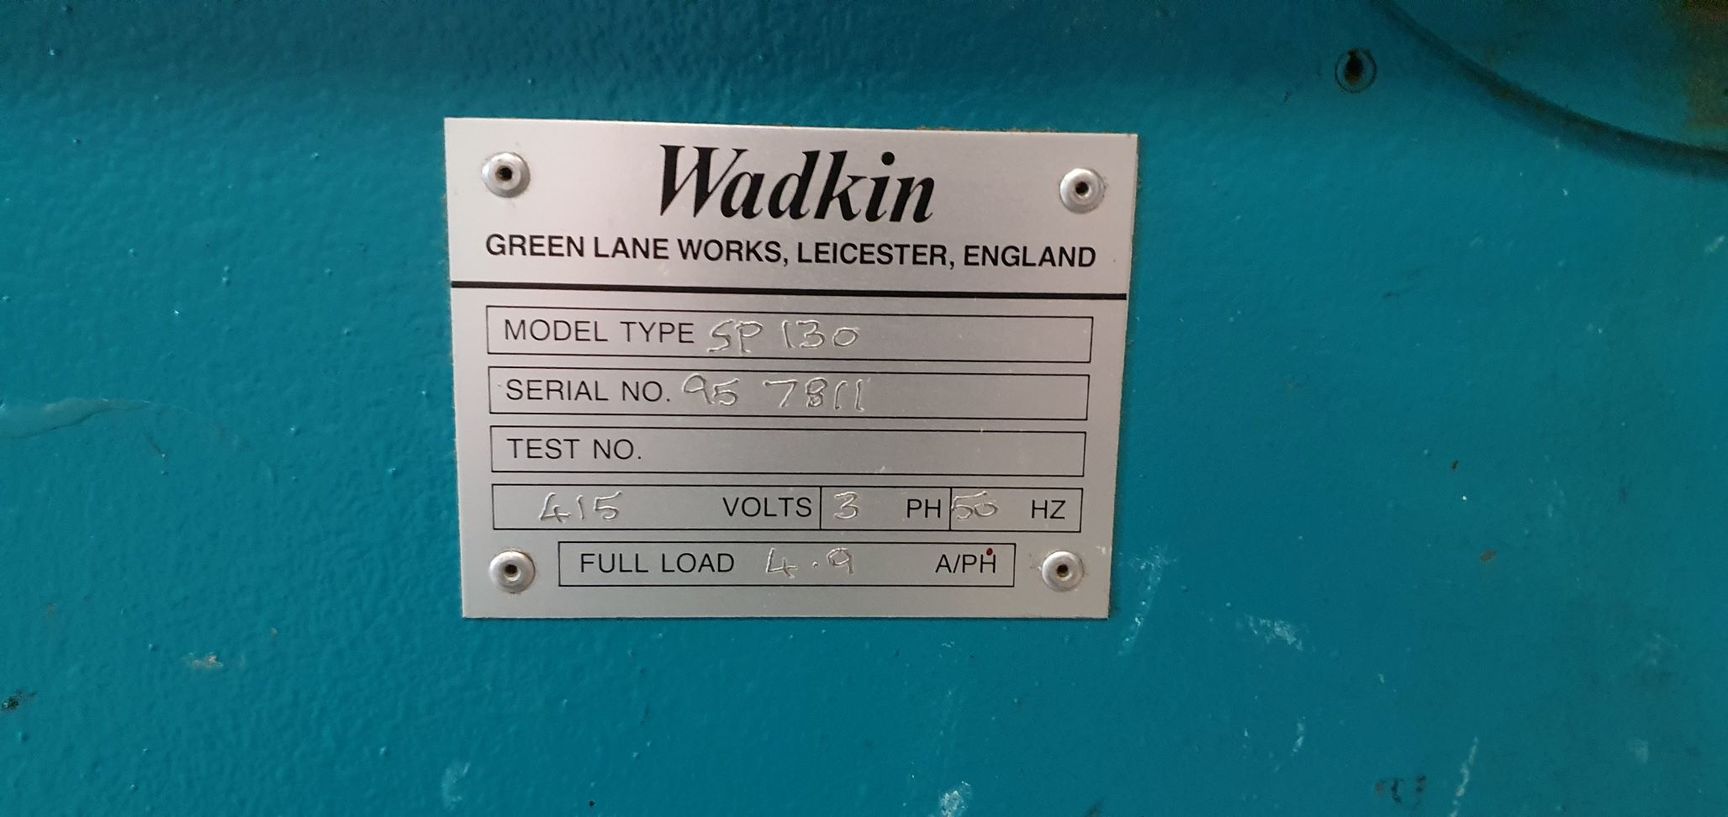 Wadkin
GREEN LANE WORKS, LEICESTER, ENGLAND
MODEL TYPE SP 130
SERIAL NO. 95 7811
TEST NO.
415 VOLTS 3 PH 50 HZ
FULL LOAD 4.9 A/PH